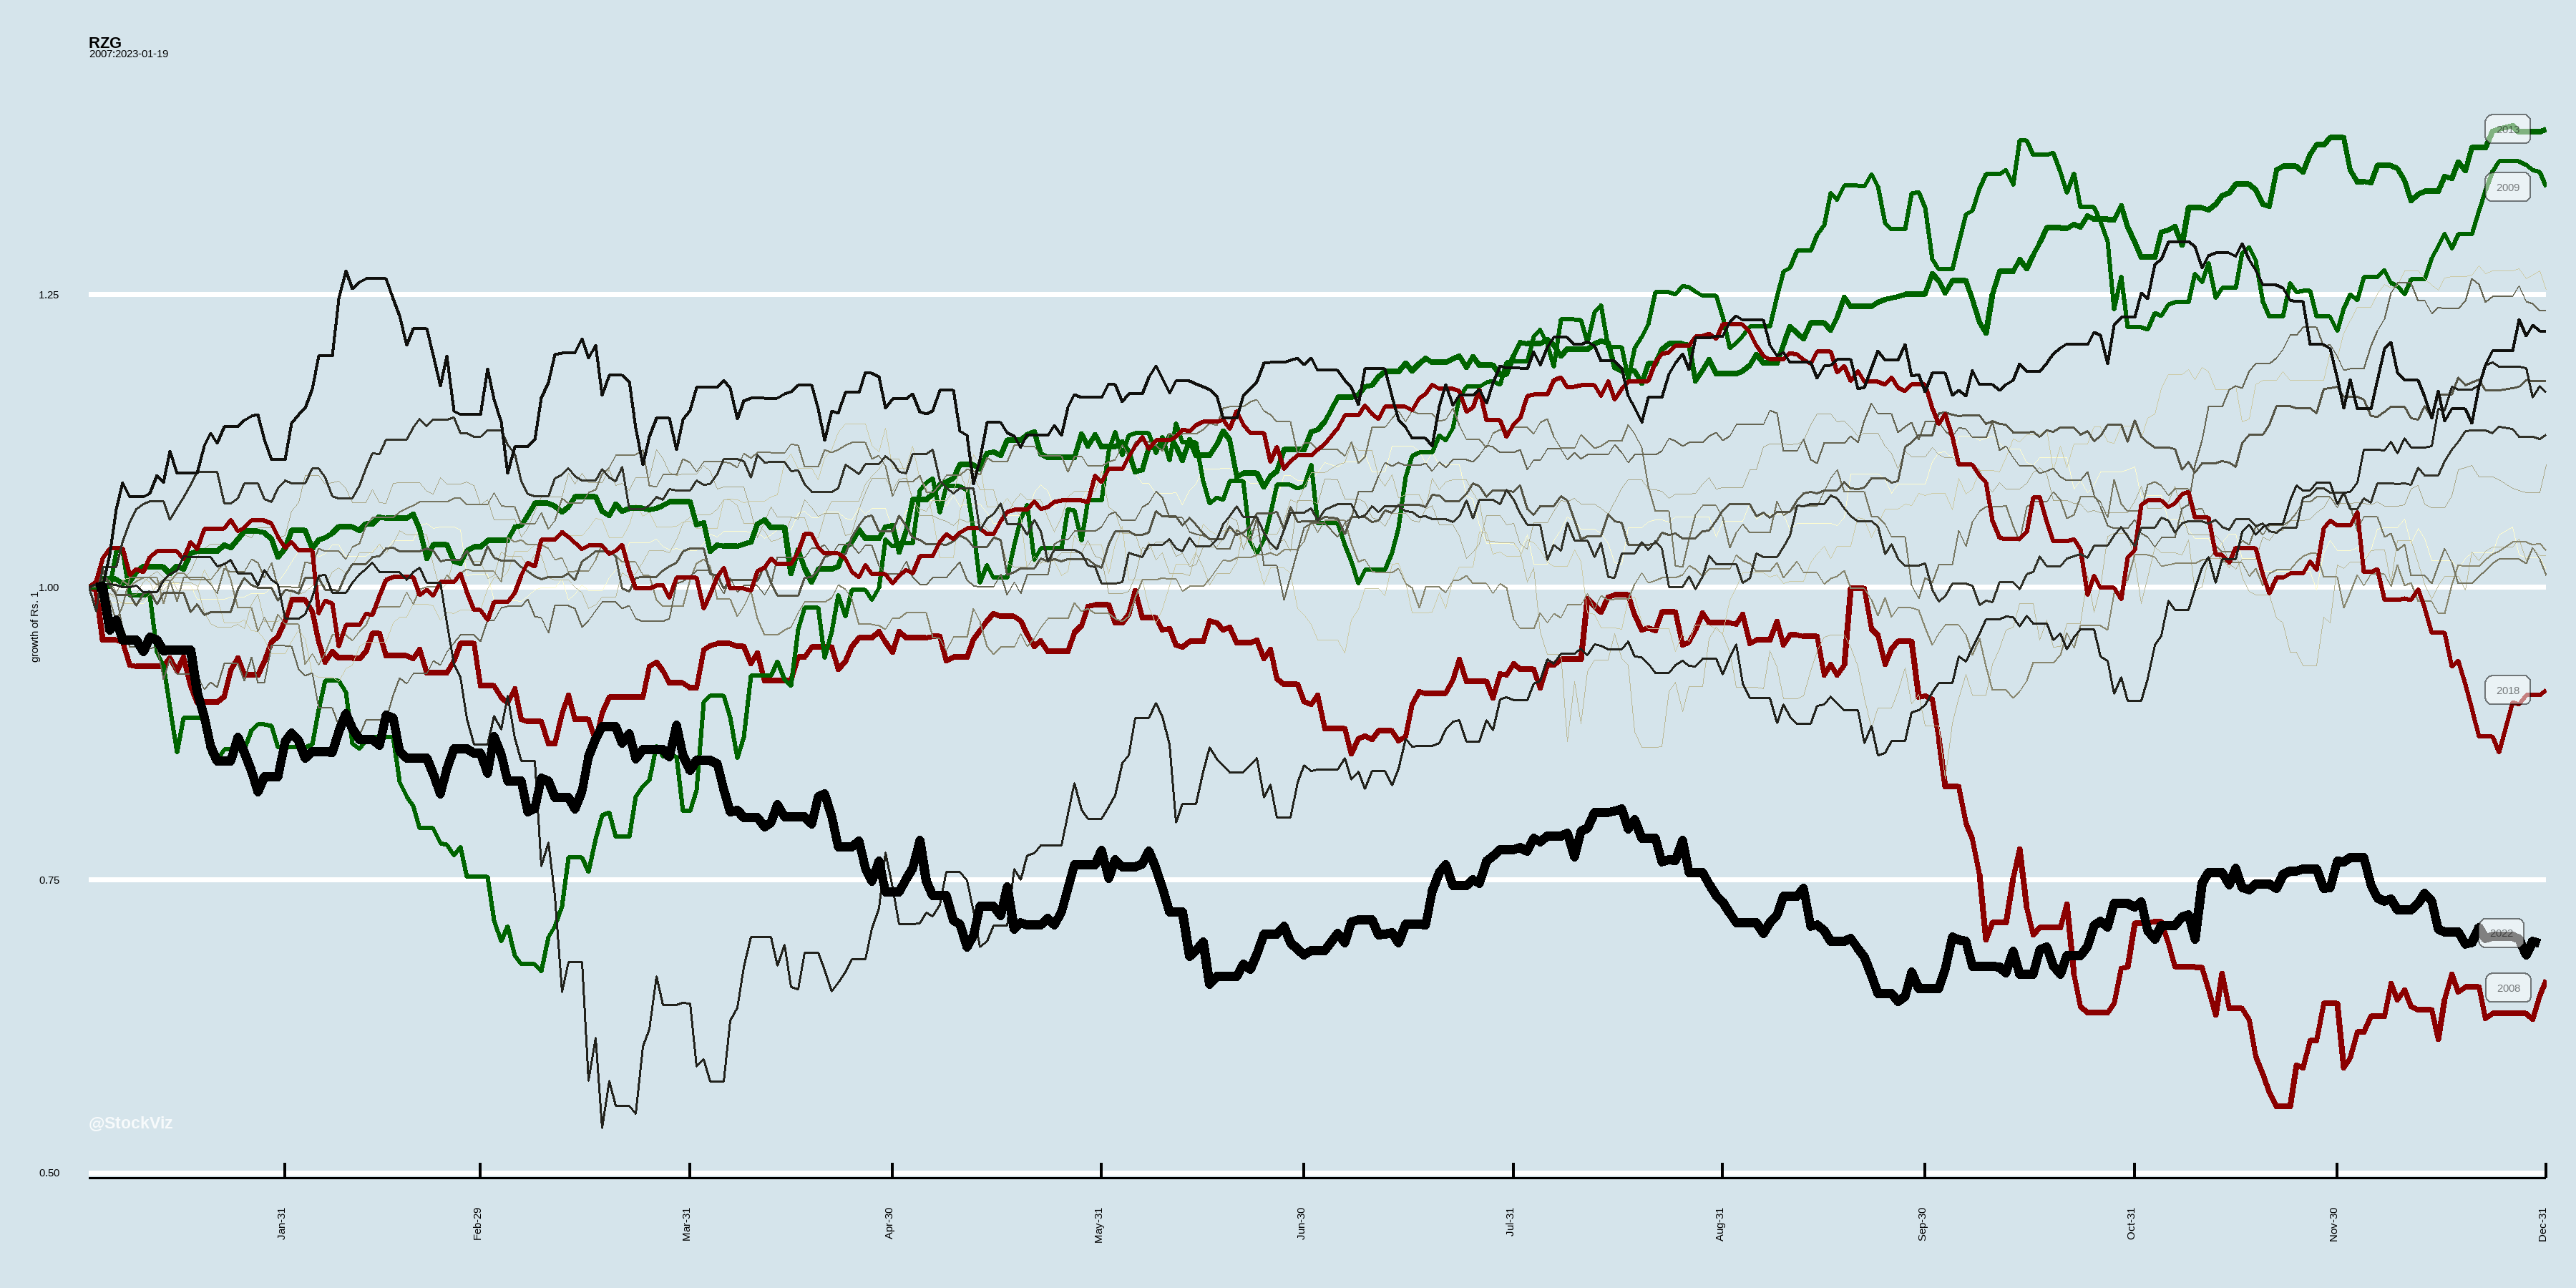 RZG
2007:2023-01-19
2013
2009
1.25
1.00
growth of Rs. 1
2018
0.75
2022
2008
@StockViz
0.50
Jan-31
Feb-29
Mar-31
Apr-30
May-31
Jun-30
Jul-31
Aug-31
Sep-30
Oct-31
Nov-30
Dec-31